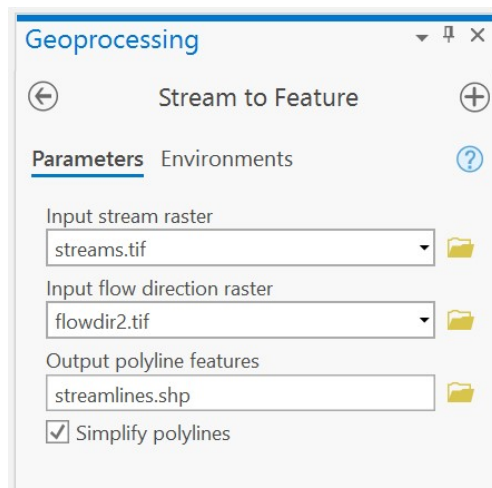 Geoprocessing
Stream to Feature
Parameters Environments
Input stream raster
streams.tif
Input flow direction raster
flowdir2.tif
Output polyline features
streamlines.shp
Simplify polylines